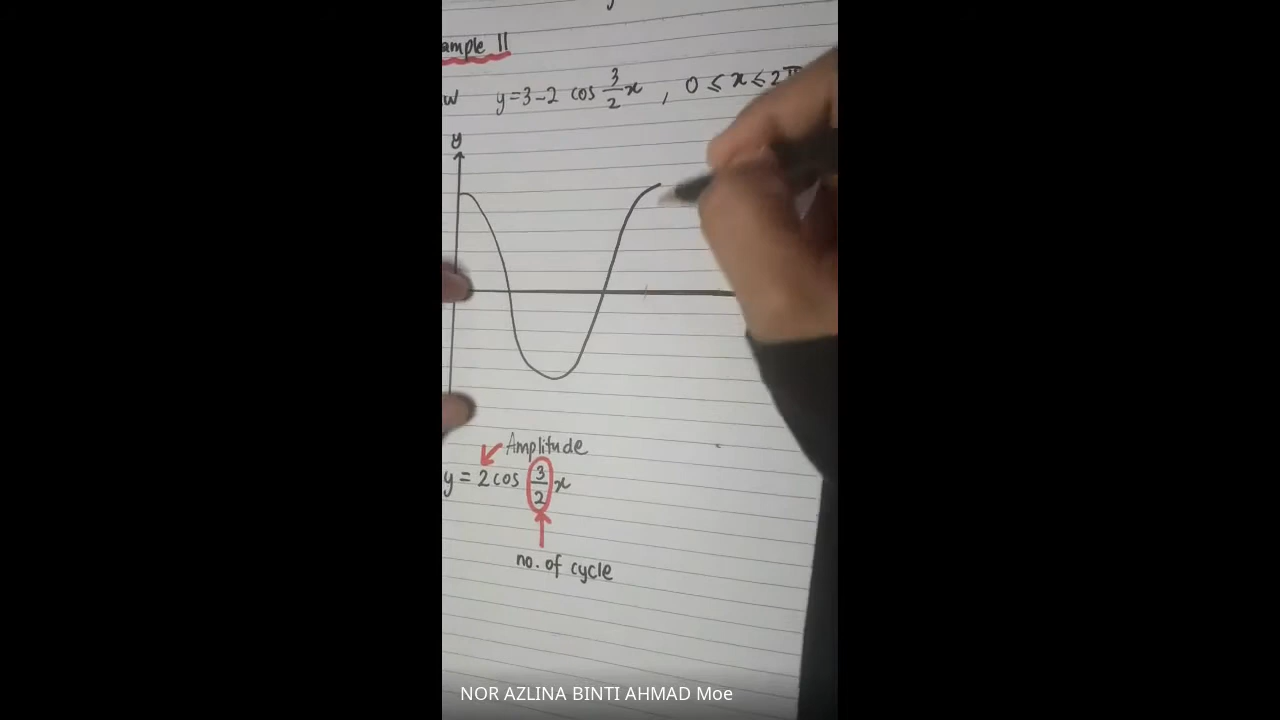 ample 11
w y=3-2 cos 3/2 x , 0 ≤ x ≤ 2π
y
Amplitude
y = 2 cos 3/2 x
no. of cycle
NOR AZLINA BINTI AHMAD Moe